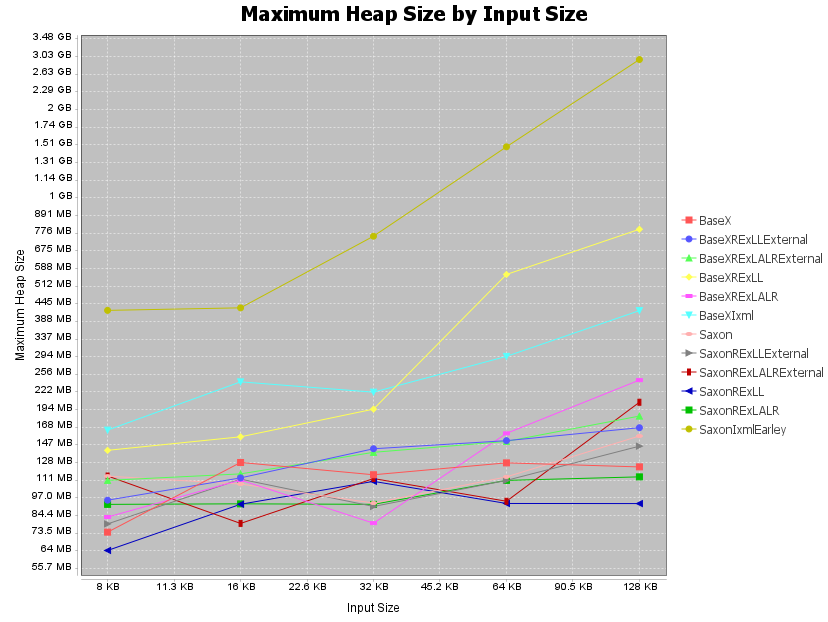 Maximum Heap Size by Input Size
3.48 GB
3.03 GB
2.63 GB
2.29 GB
2 GB
1.74 GB
1.51 GB
1.31 GB
1.14 GB
1 GB
891 MB
776 MB
675 MB
588 MB
512 MB
445 MB
388 MB
337 MB
294 MB
256 MB
222 MB
194 MB
168 MB
147 MB
128 MB
111 MB
97.0 MB
84.4 MB
73.5 MB
64 MB
55.7 MB
Maximum Heap Size
8 KB 11.3 KB 16 KB 22.6 KB 32 KB 45.2 KB 64 KB 90.5 KB 128 KB
Input Size
BaseX
BaseXRExLLExternal
BaseXRExLALRExternal
BaseXRExLL
BaseXRExLALR
BaseXIxml
Saxon
SaxonRExLLExternal
SaxonRExLALRExternal
SaxonRExLL
SaxonRExLALR
SaxonIxmlEarley